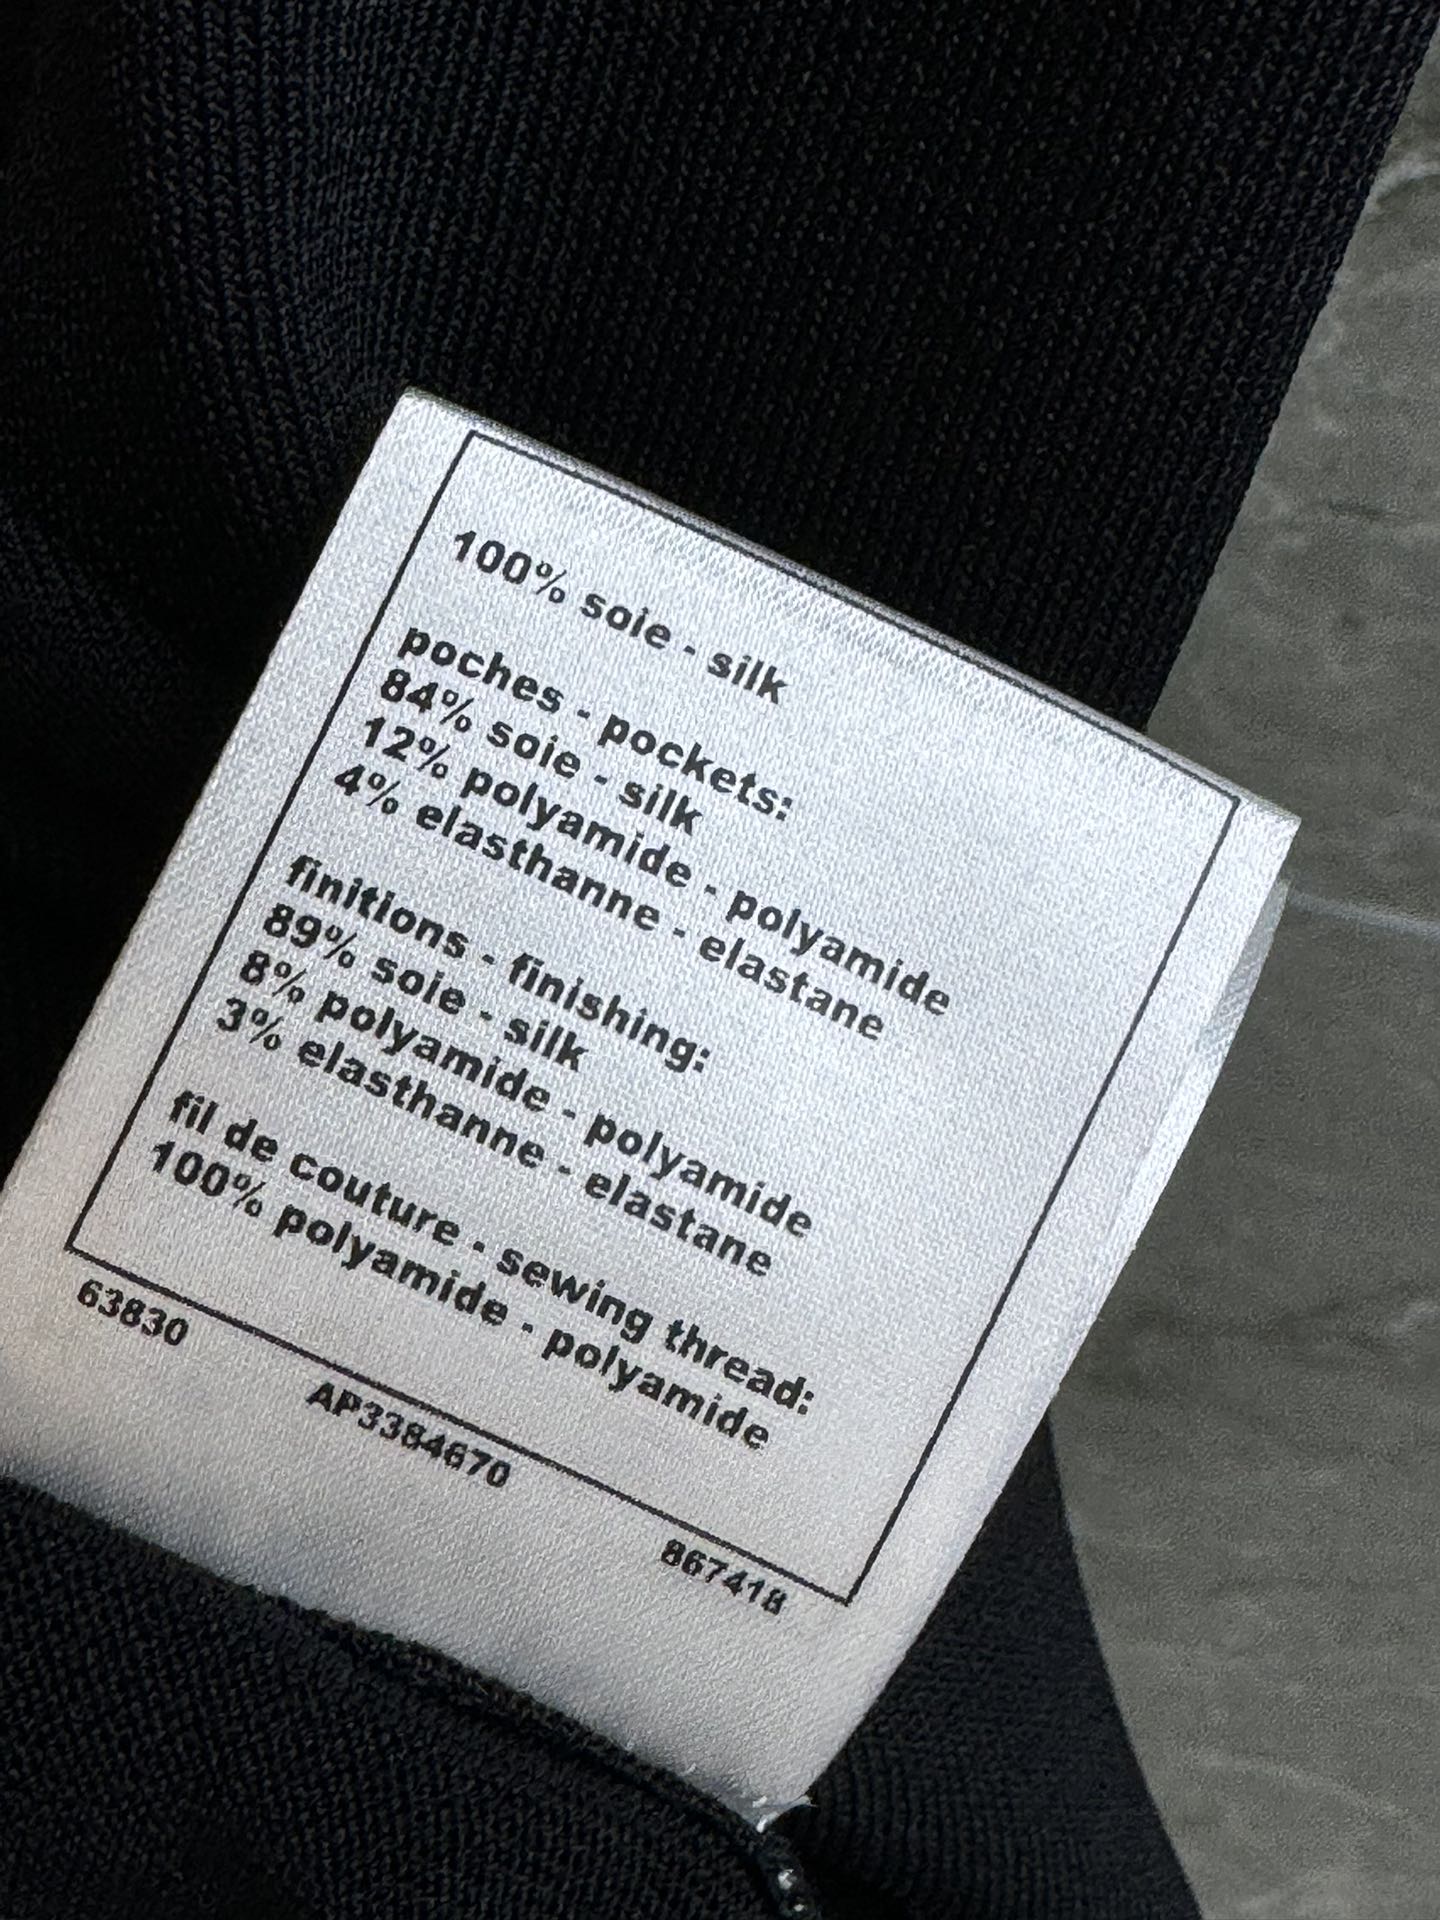 100% soie - silk
poches - pockets:
84% soie - silk
12% polyamide - polyamide
4% elasthanne - elastane
finitions - finishing:
89% soie - silk
8% polyamide - polyamide
3% elasthanne - elastane
fil de couture - sewing thread:
100% polyamide - polyamide
63830
AP3384670
867418